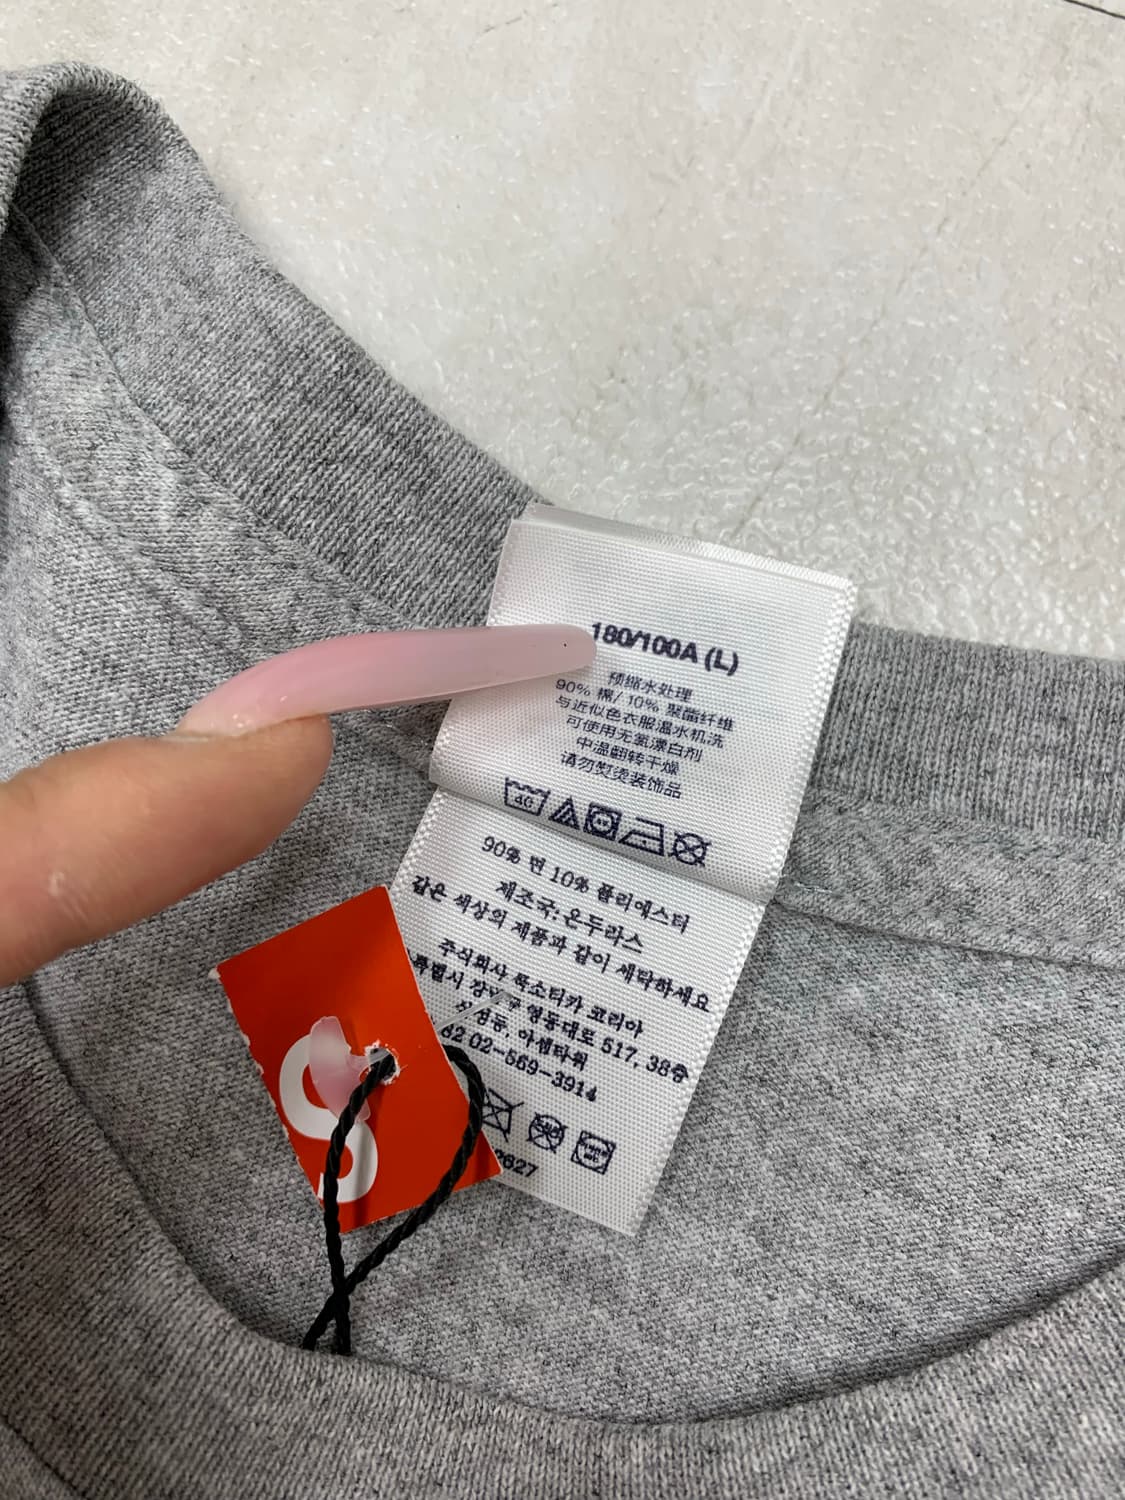 180/100A (L)
预缩水处理
90% 棉/ 10% 聚酯纤维
与近似色衣服温水机洗
可使用无氯漂白剂
中温翻转干燥
请勿熨烫装饰品
40
90% 면 10% 폴리에스터
제조국: 온두라스
같은 색상의 제품과 같이 세탁하세요
주식회사 룩소티카 코리아
영동대로 517, 38층
아셈타워
02-569-3914
S